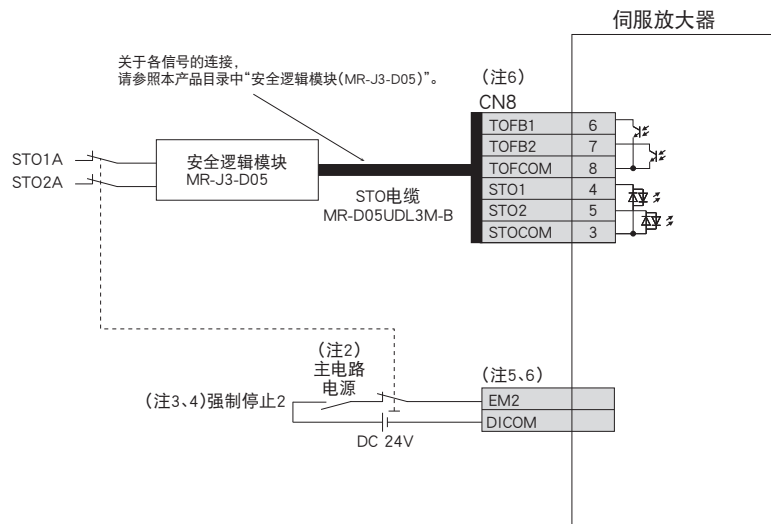 伺服放大器
关于各信号的连接，
请参照本产品目录中“安全逻辑模块(MR-J3-D05)”。
（注6）
CN8
TOFB1 6
TOFB2 7
TOFCOM 8
STO1 4
STO2 5
STOCOM 3
STO1A
STO2A
安全逻辑模块
MR-J3-D05
STO电缆
MR-D05UDL3M-B
（注2）
主电路
电源
（注3、4）强制停止2
DC 24V
（注5、6）
EM2
DICOM